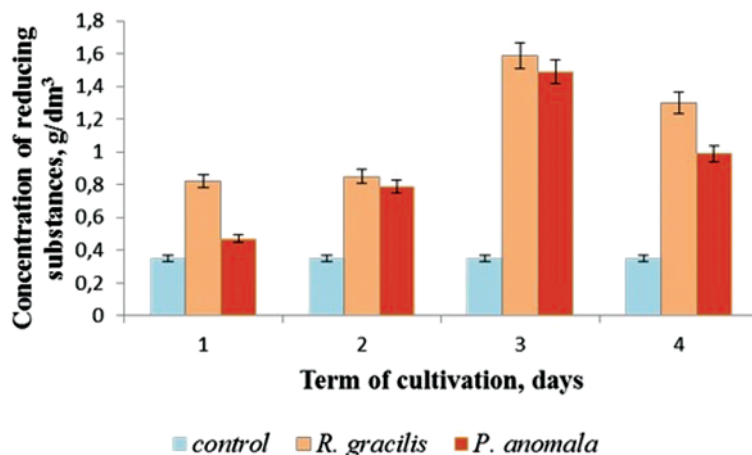 Concentration of reducing
substances, g/dm³
1,8
1,6
1,4
1,2
1
0,8
0,6
0,4
0,2
0
1 2 3 4
Term of cultivation, days
control R. gracilis P. anomala